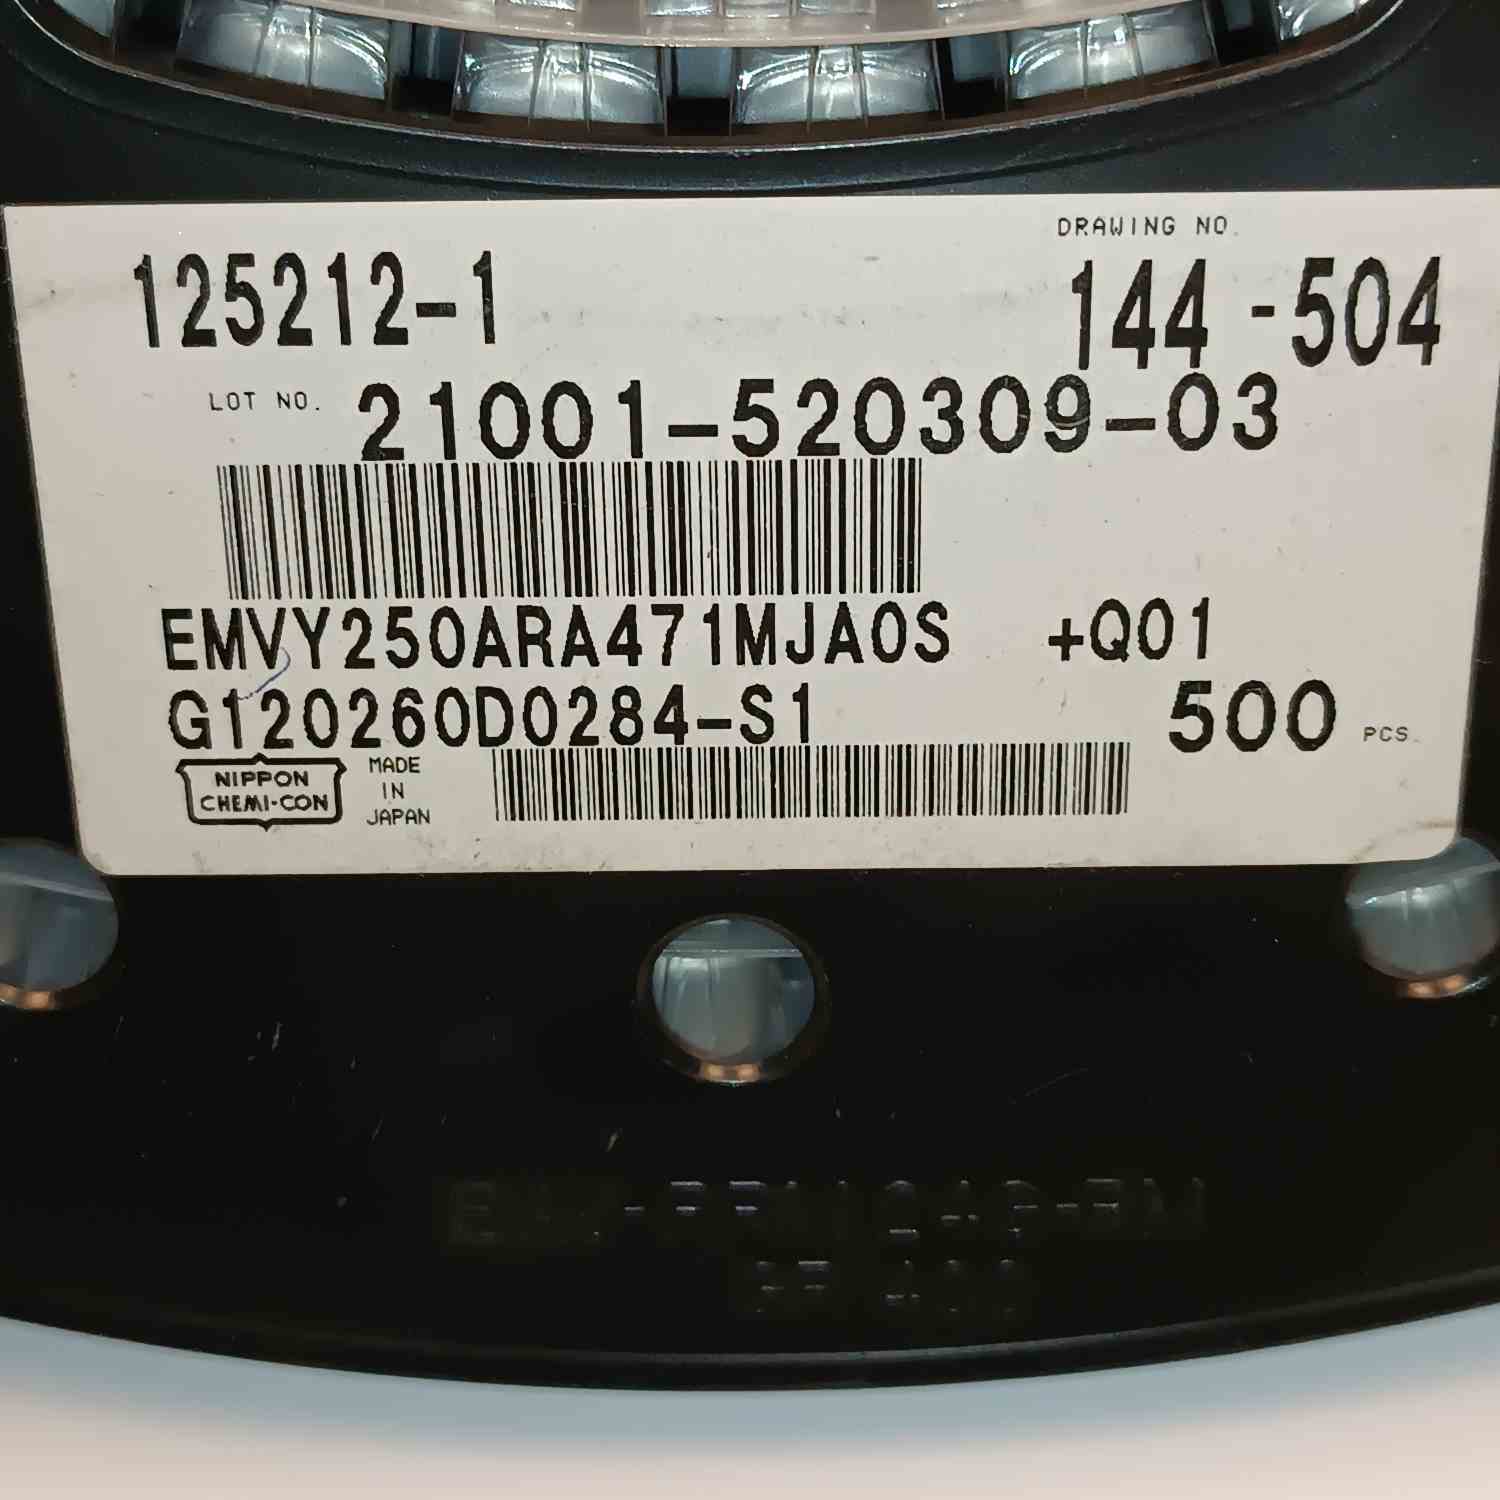 DRAWING NO.
125212-1 144-504
LOT NO. 21001-520309-03
EMVY250ARA471MJA0S +Q01
G120260D0284-S1 500 PCS.
NIPPON
CHEMI-CON
MADE
IN
JAPAN